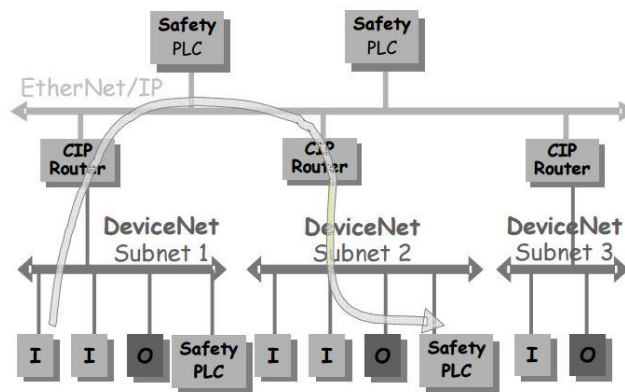 Safety
PLC
Safety
PLC
EtherNet/IP
CIP
Router
CIP
Router
CIP
Router
DeviceNet
Subnet 1
DeviceNet
Subnet 2
DeviceNet
Subnet 3
I
I
O
Safety
PLC
I
I
O
Safety
PLC
I
O